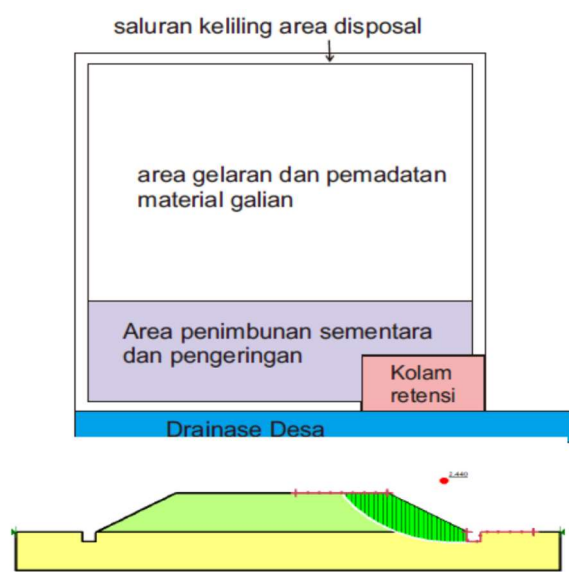 saluran keliling area disposal
area gelaran dan pemadatan
material galian
Area penimbunan sementara
dan pengeringan
Kolam
retensi
Drainase Desa
2.440